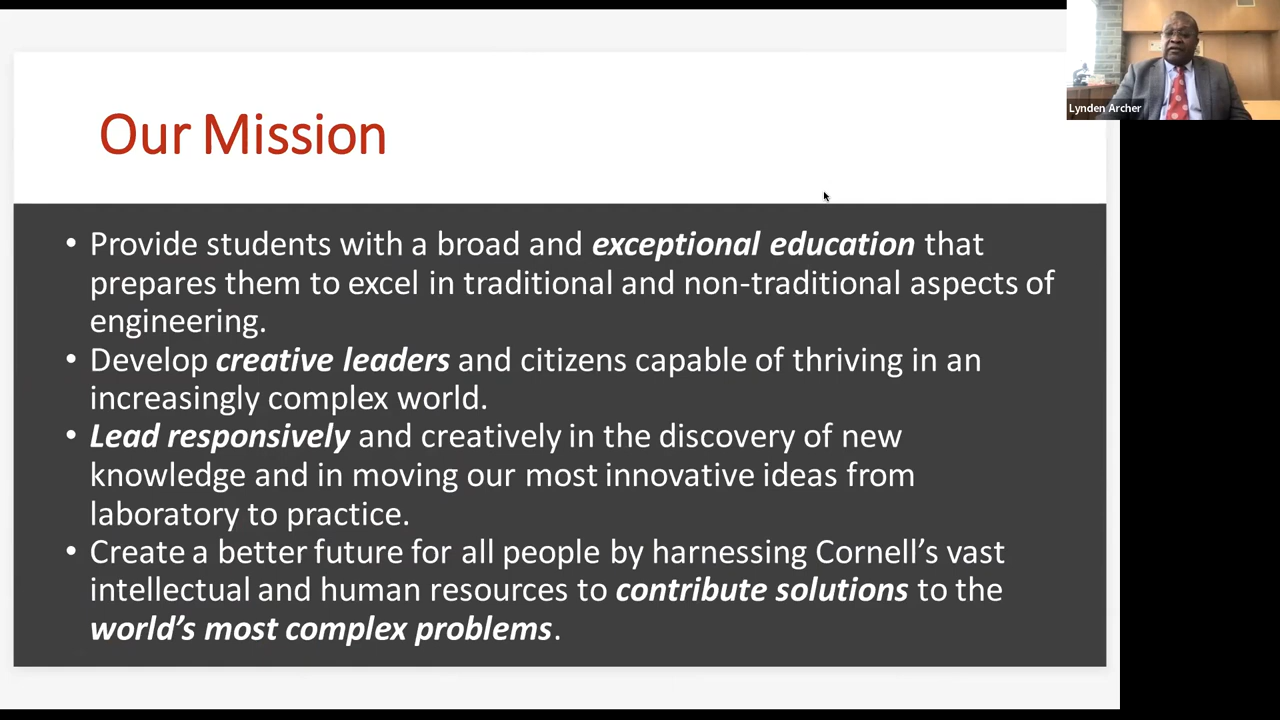 Lynden Archer
Our Mission
• Provide students with a broad and exceptional education that
prepares them to excel in traditional and non-traditional aspects of
engineering.
• Develop creative leaders and citizens capable of thriving in an
increasingly complex world.
• Lead responsively and creatively in the discovery of new
knowledge and in moving our most innovative ideas from
laboratory to practice.
• Create a better future for all people by harnessing Cornell’s vast
intellectual and human resources to contribute solutions to the
world’s most complex problems.